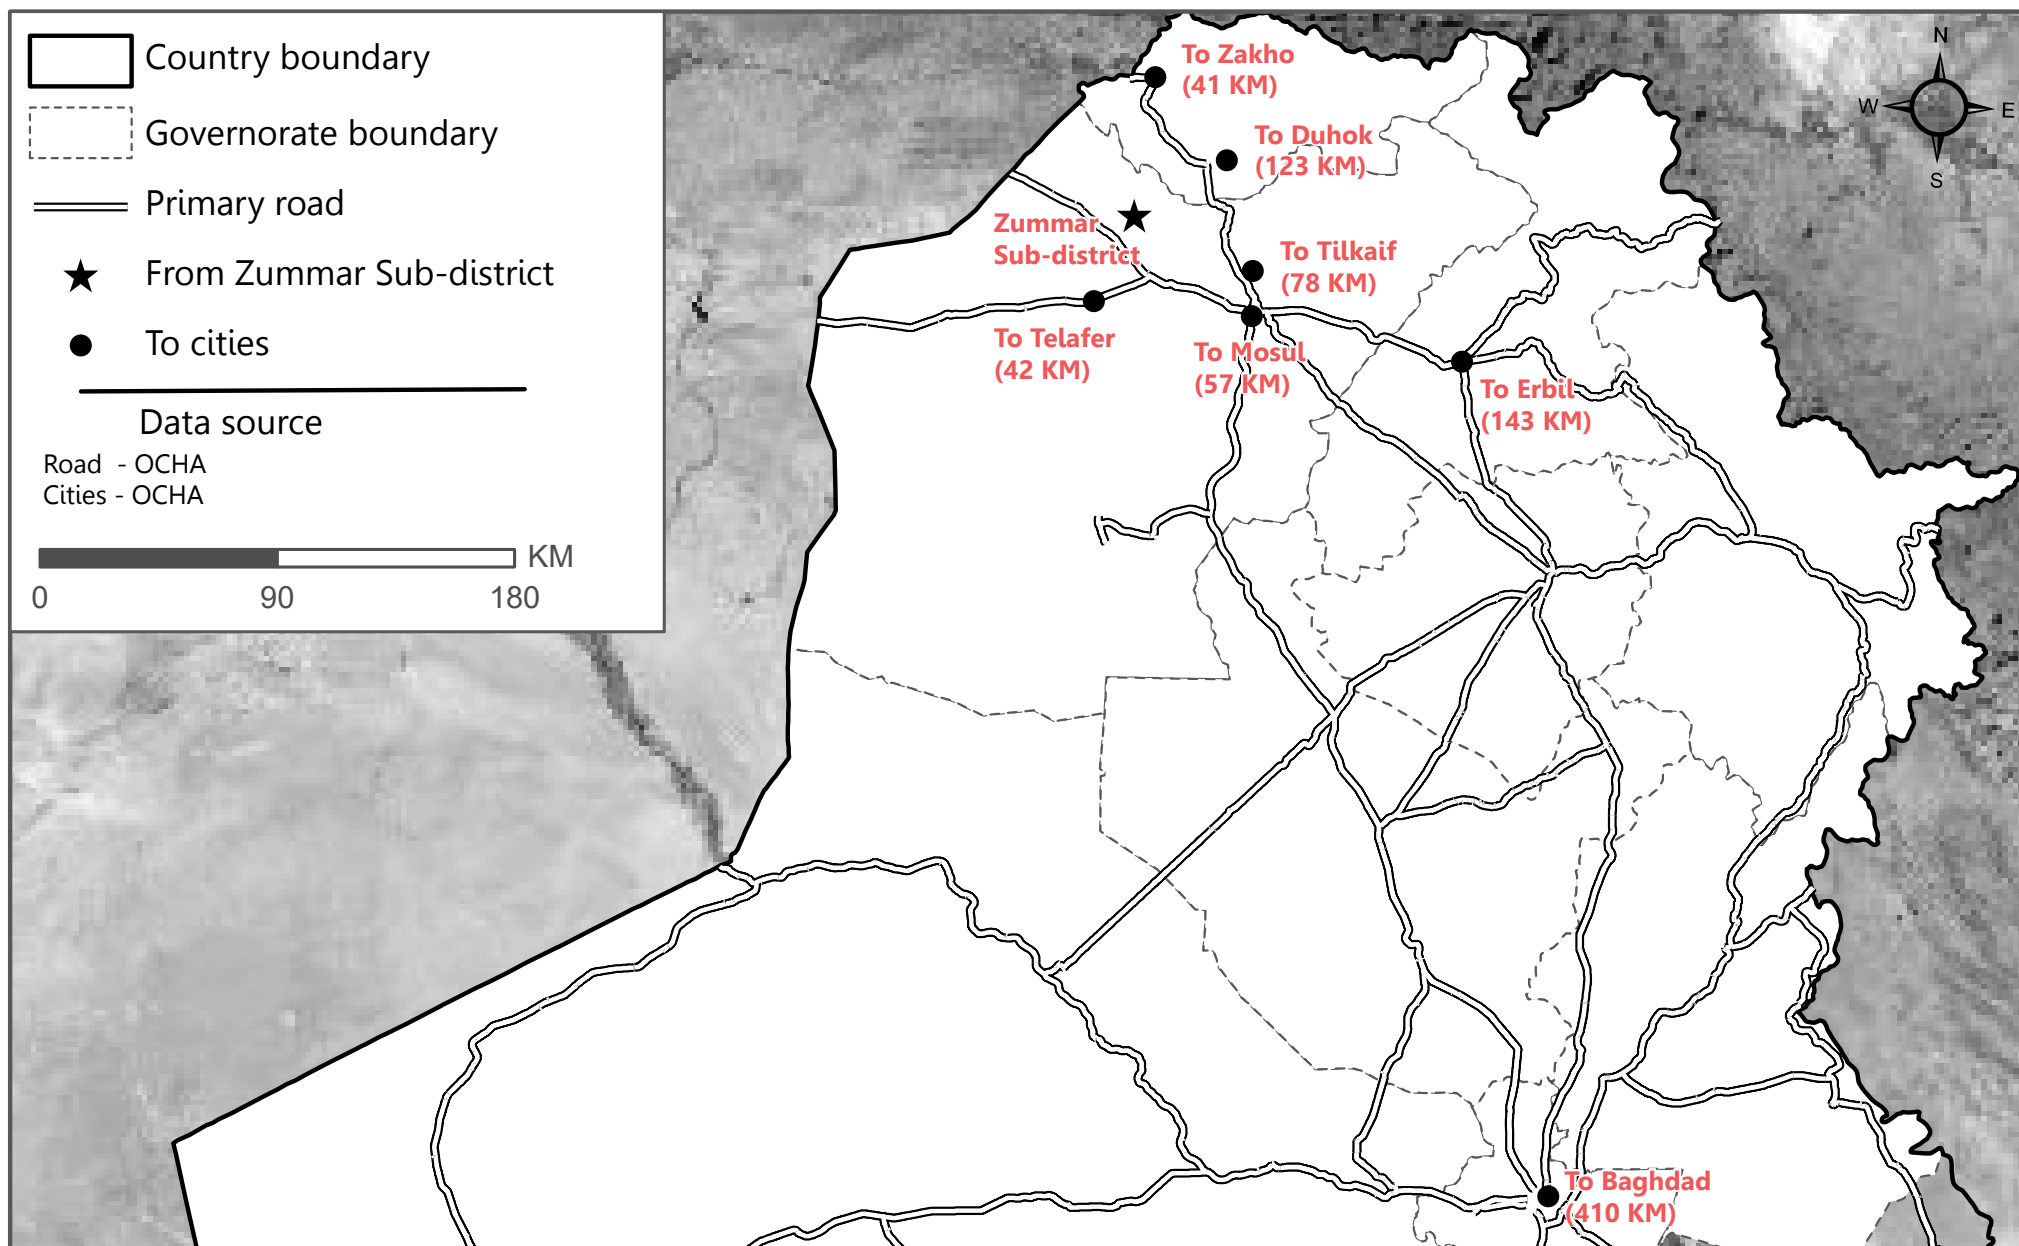 Country boundary
Governorate boundary
Primary road
From Zummar Sub-district
To cities
Data source
Road - OCHA
Cities - OCHA
KM
0 90 180
N
W E
S
To Zakho
(41 KM)
To Duhok
(123 KM)
Zummar
Sub-district
To Tilkaif
(78 KM)
To Telafer
(42 KM)
To Mosul
(57 KM)
To Erbil
(143 KM)
To Baghdad
(410 KM)